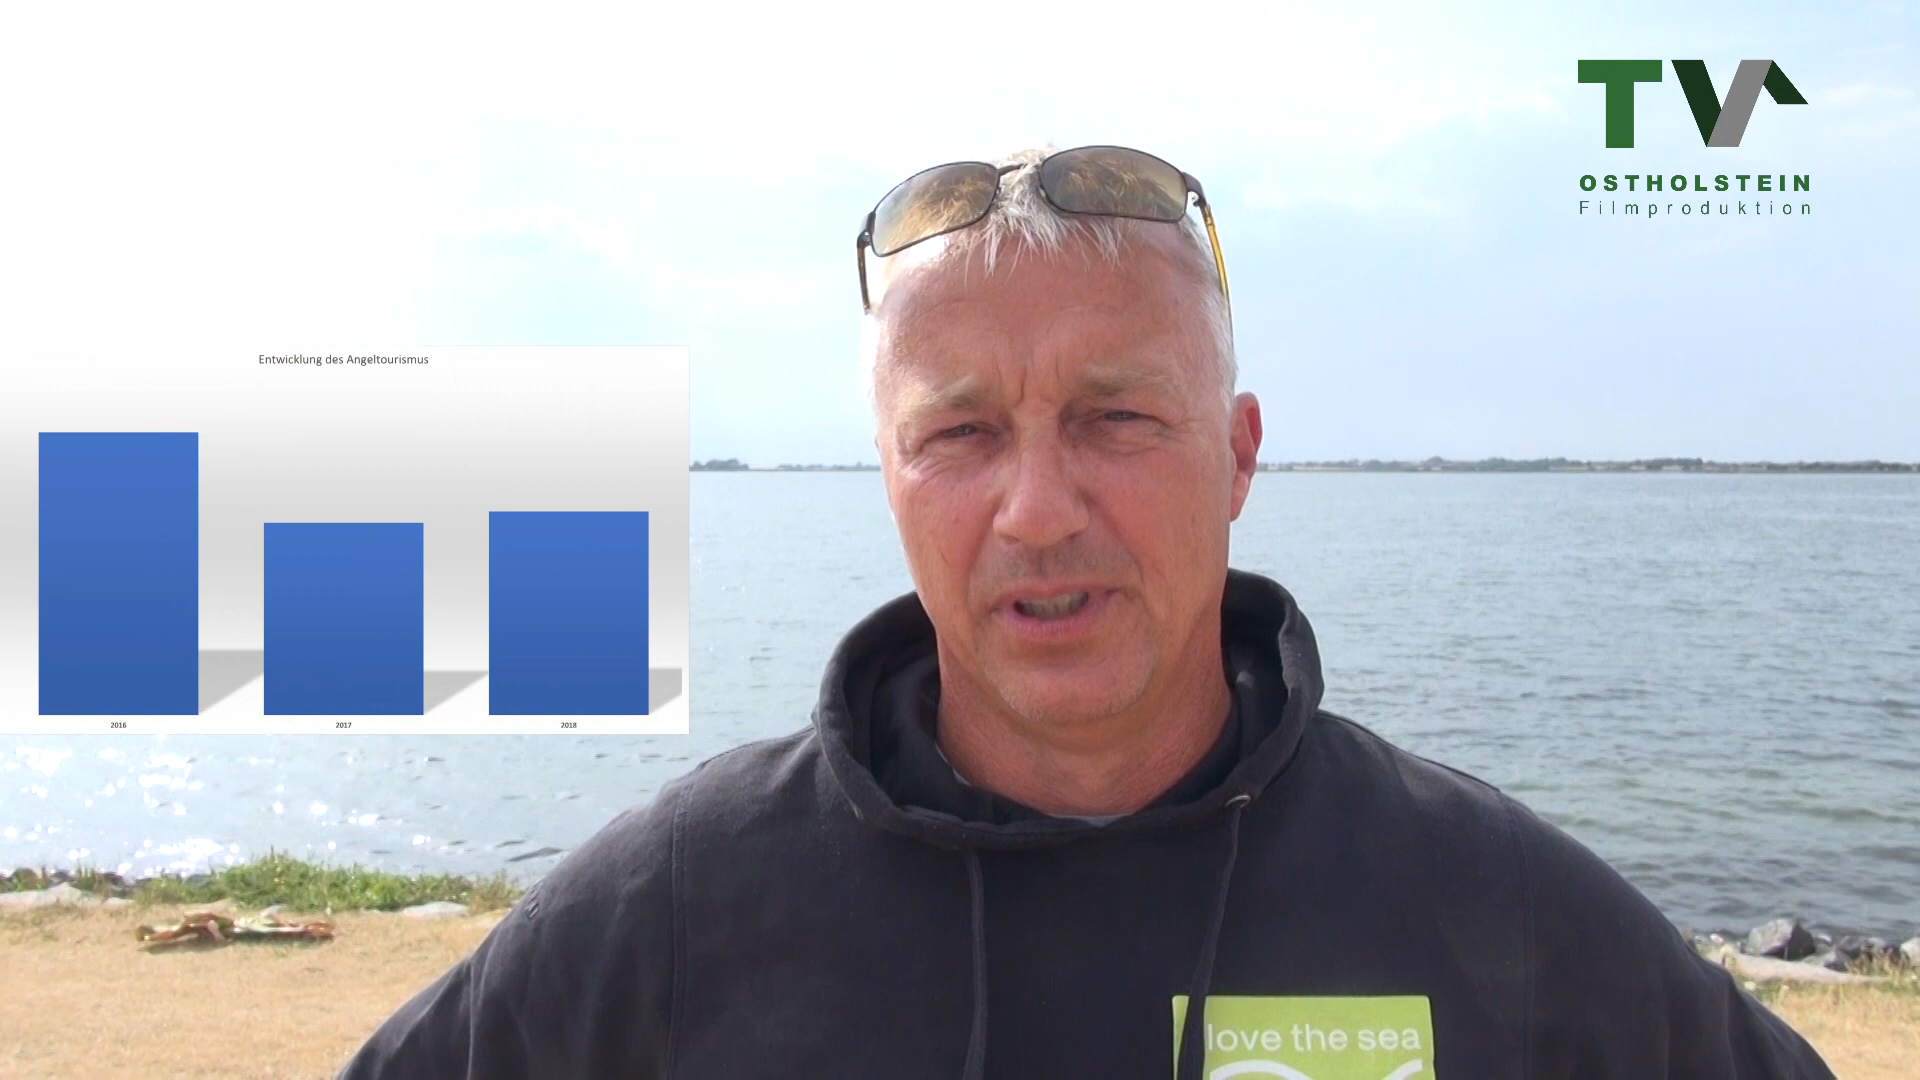 TV
OSTHOLSTEIN
Filmproduktion
Entwicklung des Angeltourismus
2016 2017 2018
love the sea